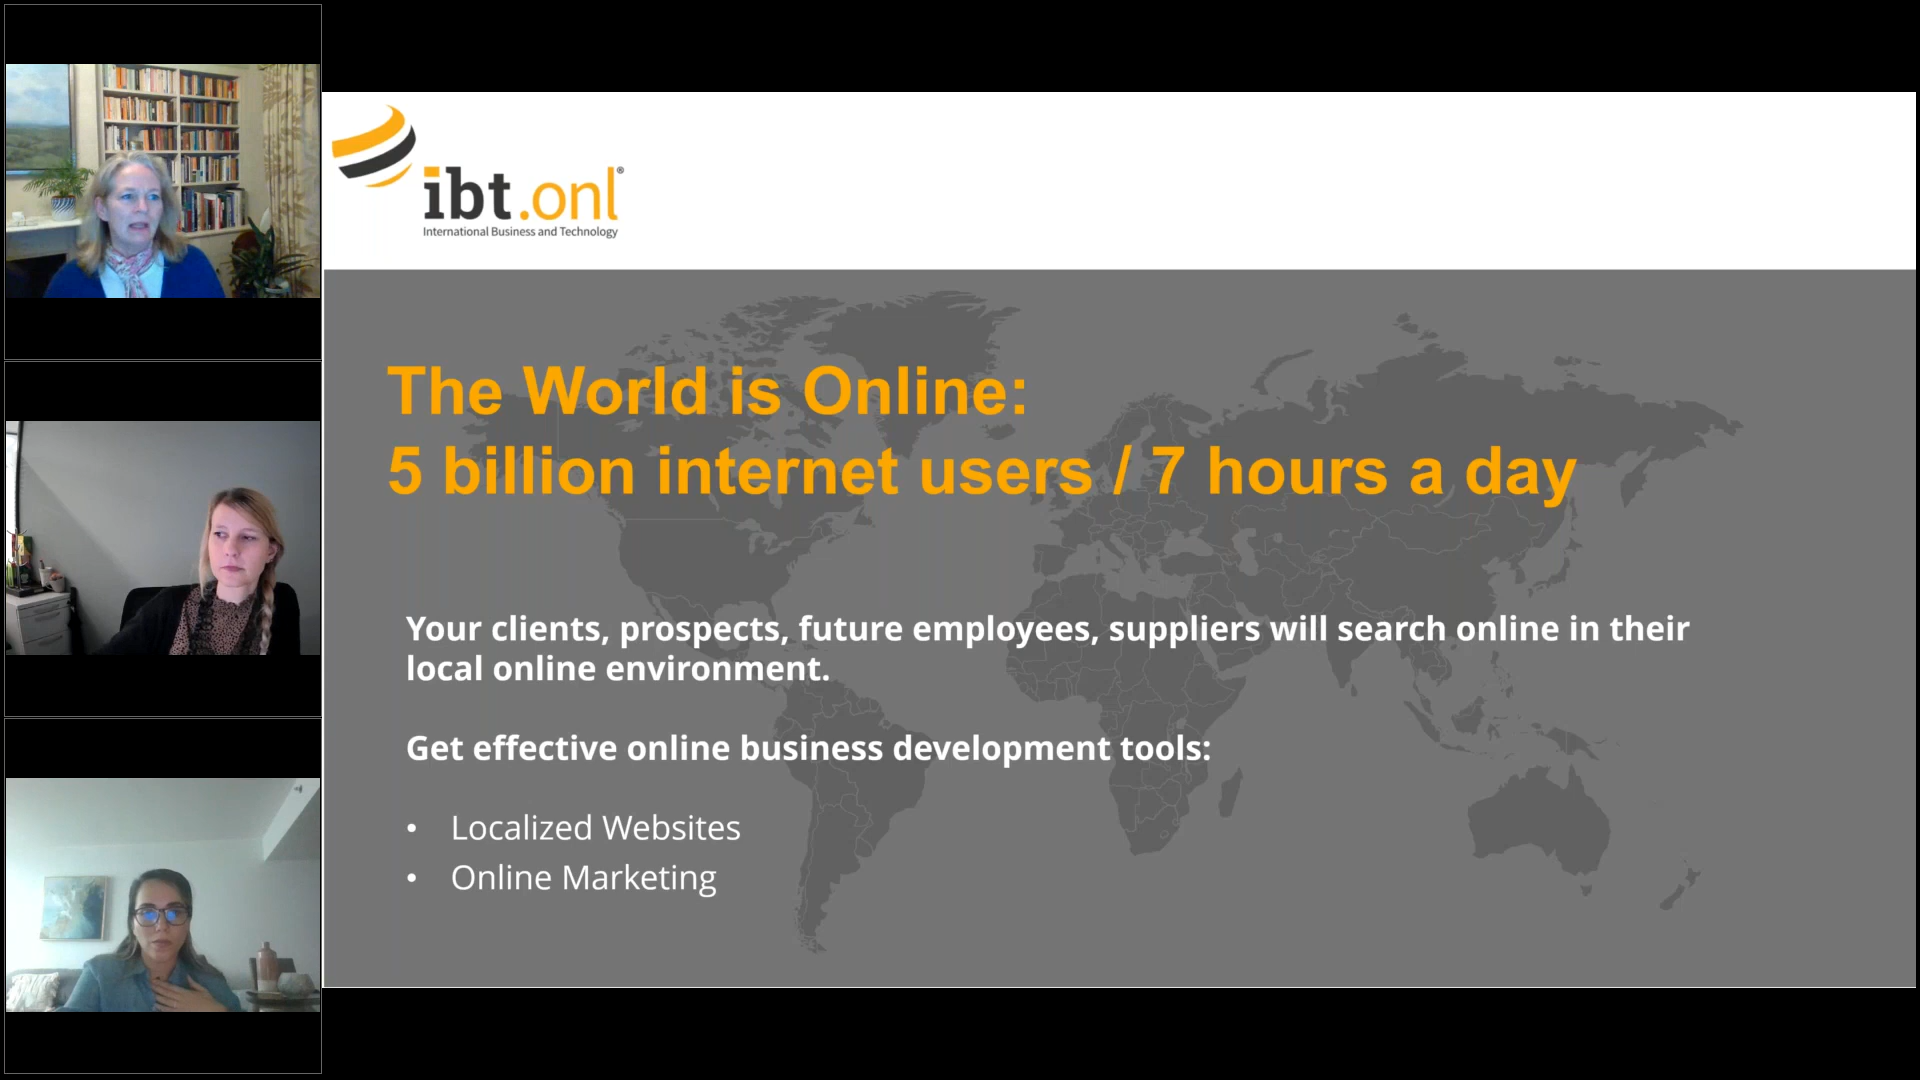 ibt.onl®
International Business and Technology
The World is Online:
5 billion internet users / 7 hours a day
Your clients, prospects, future employees, suppliers will search online in their
local online environment.
Get effective online business development tools:
• Localized Websites
• Online Marketing